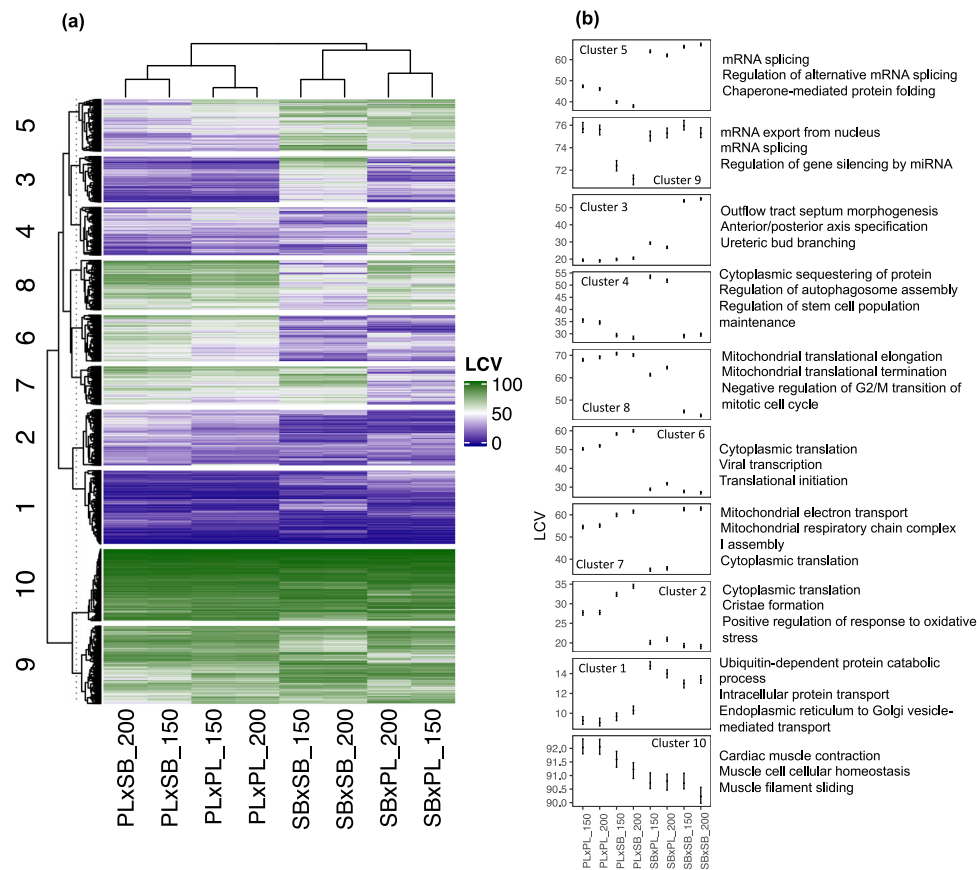 (a)
5
3
4
8
6
7
2
1
10
9
LCV
100
50
0
PLxSB_200
PLxSB_150
PLxPL_150
PLxPL_200
SBxSB_150
SBxSB_200
SBxPL_200
SBxPL_150
(b)
Cluster 5
60
50
40
mRNA splicing
Regulation of alternative mRNA splicing
Chaperone-mediated protein folding
76
74
72
Cluster 9
mRNA export from nucleus
mRNA splicing
Regulation of gene silencing by miRNA
Cluster 3
50
40
30
20
Outflow tract septum morphogenesis
Anterior/posterior axis specification
Ureteric bud branching
Cluster 4
55
50
45
40
35
30
Cytoplasmic sequestering of protein
Regulation of autophagosome assembly
Regulation of stem cell population
maintenance
70
60
50
Cluster 8
Mitochondrial translational elongation
Mitochondrial translational termination
Negative regulation of G2/M transition of
mitotic cell cycle
Cluster 6
60
50
40
30
Cytoplasmic translation
Viral transcription
Translational initiation
LCV
60
50
40
Cluster 7
Mitochondrial electron transport
Mitochondrial respiratory chain complex
I assembly
Cytoplasmic translation
35
30
25
20
Cluster 2
Cytoplasmic translation
Cristae formation
Positive regulation of response to oxidative
stress
Cluster 1
14
12
10
Ubiquitin-dependent protein catabolic
process
Intracellular protein transport
Endoplasmic reticulum to Golgi vesicle-
mediated transport
Cluster 10
92.0
91.5
91.0
90.5
90.0
Cardiac muscle contraction
Muscle cell cellular homeostasis
Muscle filament sliding
PLxPL_150
PLxPL_200
PLxSB_150
PLxSB_200
SBxPL_150
SBxPL_200
SBxSB_150
SBxSB_200